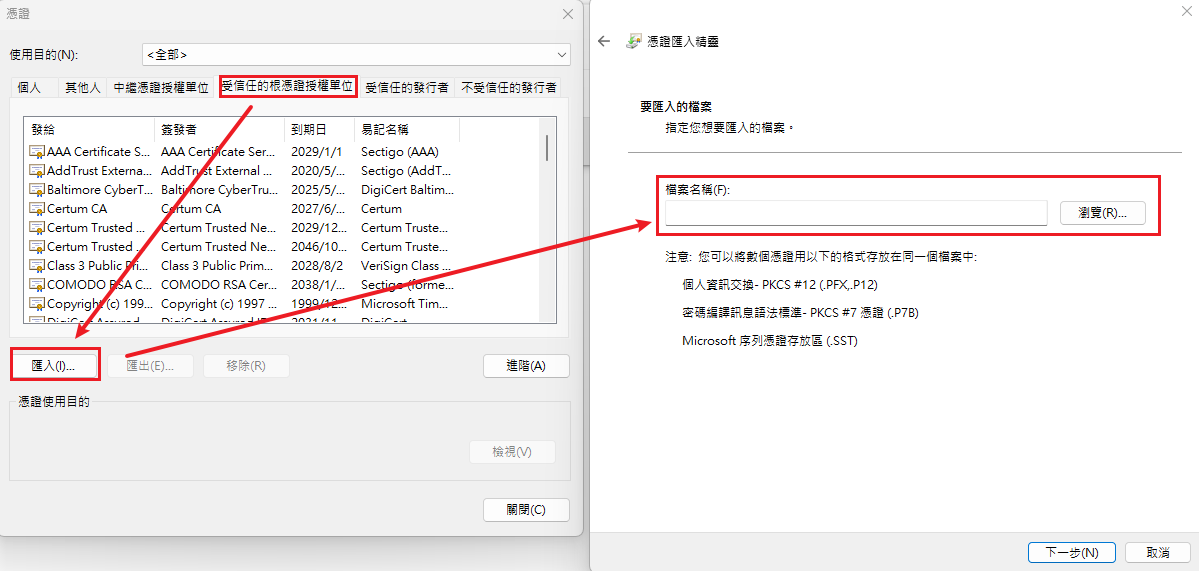 憑證
使用目的(N):
<全部>
個人
其他人
中繼憑證授權單位
受信任的根憑證授權單位
受信任的發行者
不受信任的發行者
發給 簽發者 到期日 易記名稱
AAA Certificate S... AAA Certificate Ser... 2029/1/1 Sectigo (AAA)
AddTrust Externa... AddTrust External ... 2020/5/... Sectigo (AddT...
Baltimore CyberT... Baltimore CyberTru... 2025/5/... DigiCert Baltim...
Certum CA Certum CA 2027/6/... Certum
Certum Trusted ... Certum Trusted Ne... 2029/12... Certum Truste...
Certum Trusted ... Certum Trusted Ne... 2046/10... Certum Truste...
Class 3 Public Pri... Class 3 Public Prim... 2028/8/2 VeriSign Class ...
COMODO RSA C... COMODO RSA Cer... 2038/1/... Sectigo (forme...
Copyright (c) 199... Copyright (c) 1997 ... 1999/12... Microsoft Tim...
DigiCert Assured DigiCert Assured ID 2031/11 DigiCert
匯入(I)...
匯出(E)...
移除(R)
進階(A)
憑證使用目的
檢視(V)
關閉(C)
憑證匯入精靈
要匯入的檔案
指定您想要匯入的檔案。
檔案名稱(F):
瀏覽(R)...
注意: 您可以將數個憑證用以下的格式存放在同一個檔案中:
個人資訊交換- PKCS #12 (.PFX,.P12)
密碼編譯訊息語法標準- PKCS #7 憑證 (.P7B)
Microsoft 序列憑證存放區 (.SST)
下一步(N)
取消